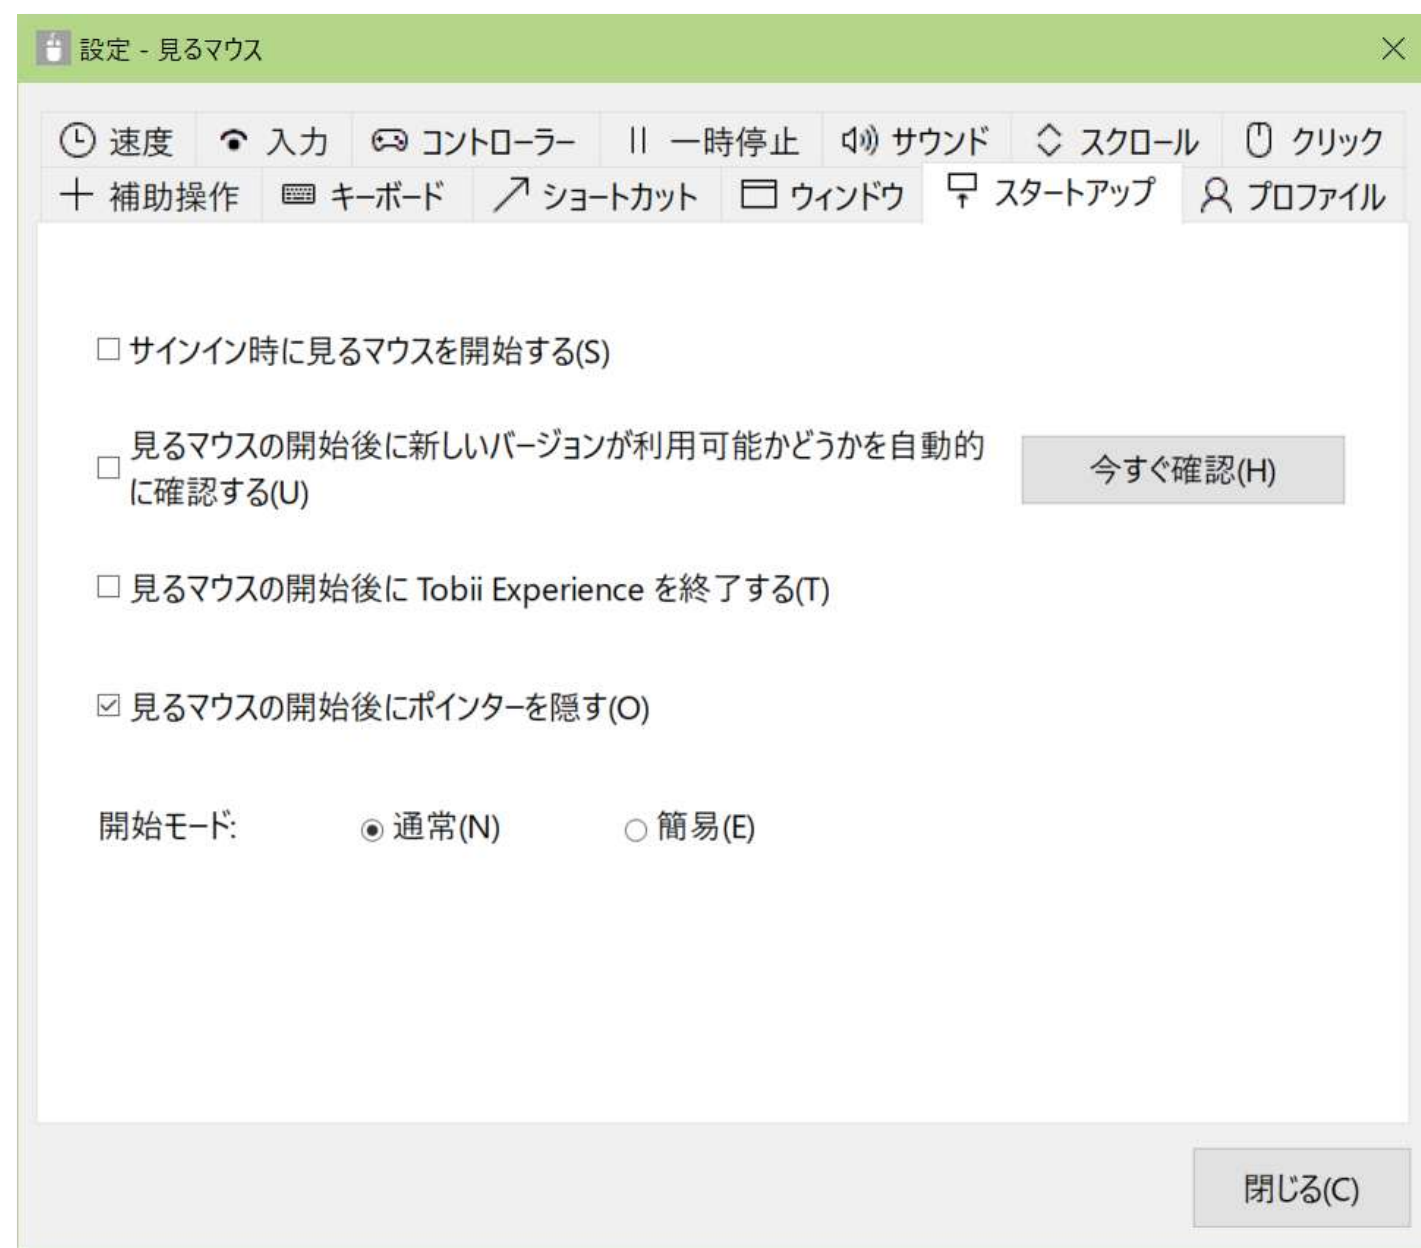 設定 - 見るマウス
速度 入力 コントローラー 一時停止 サウンド スクロール クリック
補助操作 キーボード ショートカット ウィンドウ スタートアップ プロファイル
サインイン時に見るマウスを開始する(S)
見るマウスの開始後に新しいバージョンが利用可能かどうかを自動的
に確認する(U)
今すぐ確認(H)
見るマウスの開始後に Tobii Experience を終了する(T)
見るマウスの開始後にポインターを隠す(O)
開始モード: 通常(N) 簡易(E)
閉じる(C)